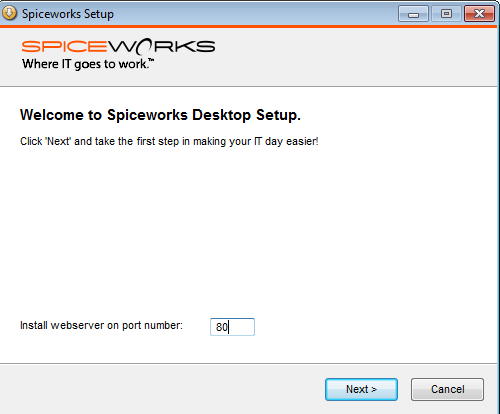 Spiceworks Setup
SPICEWORKS
Where IT goes to work.™
Welcome to Spiceworks Desktop Setup.
Click 'Next' and take the first step in making your IT day easier!
Install webserver on port number: 80
Next > Cancel